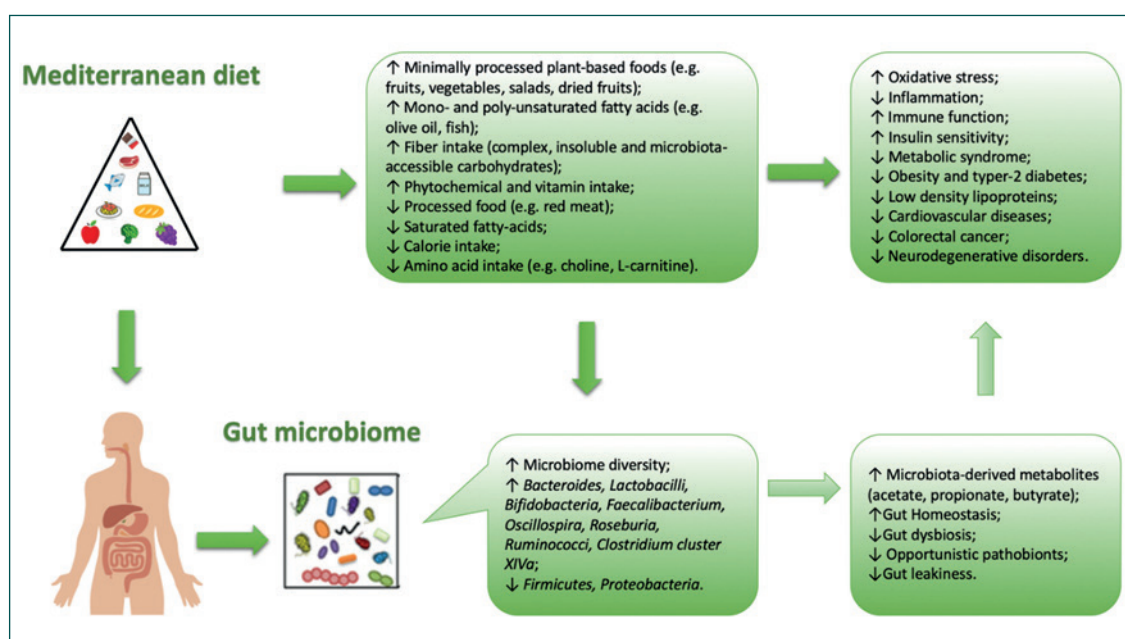 Mediterranean diet
↑ Minimally processed plant-based foods (e.g.
fruits, vegetables, salads, dried fruits);
↑ Mono- and poly-unsaturated fatty acids (e.g.
olive oil, fish);
↑ Fiber intake (complex, insoluble and microbiota-
accessible carbohydrates);
↑ Phytochemical and vitamin intake;
↓ Processed food (e.g. red meat);
↓ Saturated fatty-acids;
↓ Calorie intake;
↓ Amino acid intake (e.g. choline, L-carnitine).
↑ Oxidative stress;
↓ Inflammation;
↑ Immune function;
↑ Insulin sensitivity;
↓ Metabolic syndrome;
↓ Obesity and typer-2 diabetes;
↓ Low density lipoproteins;
↓ Cardiovascular diseases;
↓ Colorectal cancer;
↓ Neurodegenerative disorders.
Gut microbiome
↑ Microbiome diversity;
↑ Bacteroides, Lactobacilli,
Bifidobacteria, Faecalibacterium,
Oscillospira, Roseburia,
Ruminococci, Clostridium cluster
XIVa;
↓ Firmicutes, Proteobacteria.
↑ Microbiota-derived metabolites
(acetate, propionate, butyrate);
↑Gut Homeostasis;
↓Gut dysbiosis;
↓ Opportunistic pathobionts;
↓Gut leakiness.